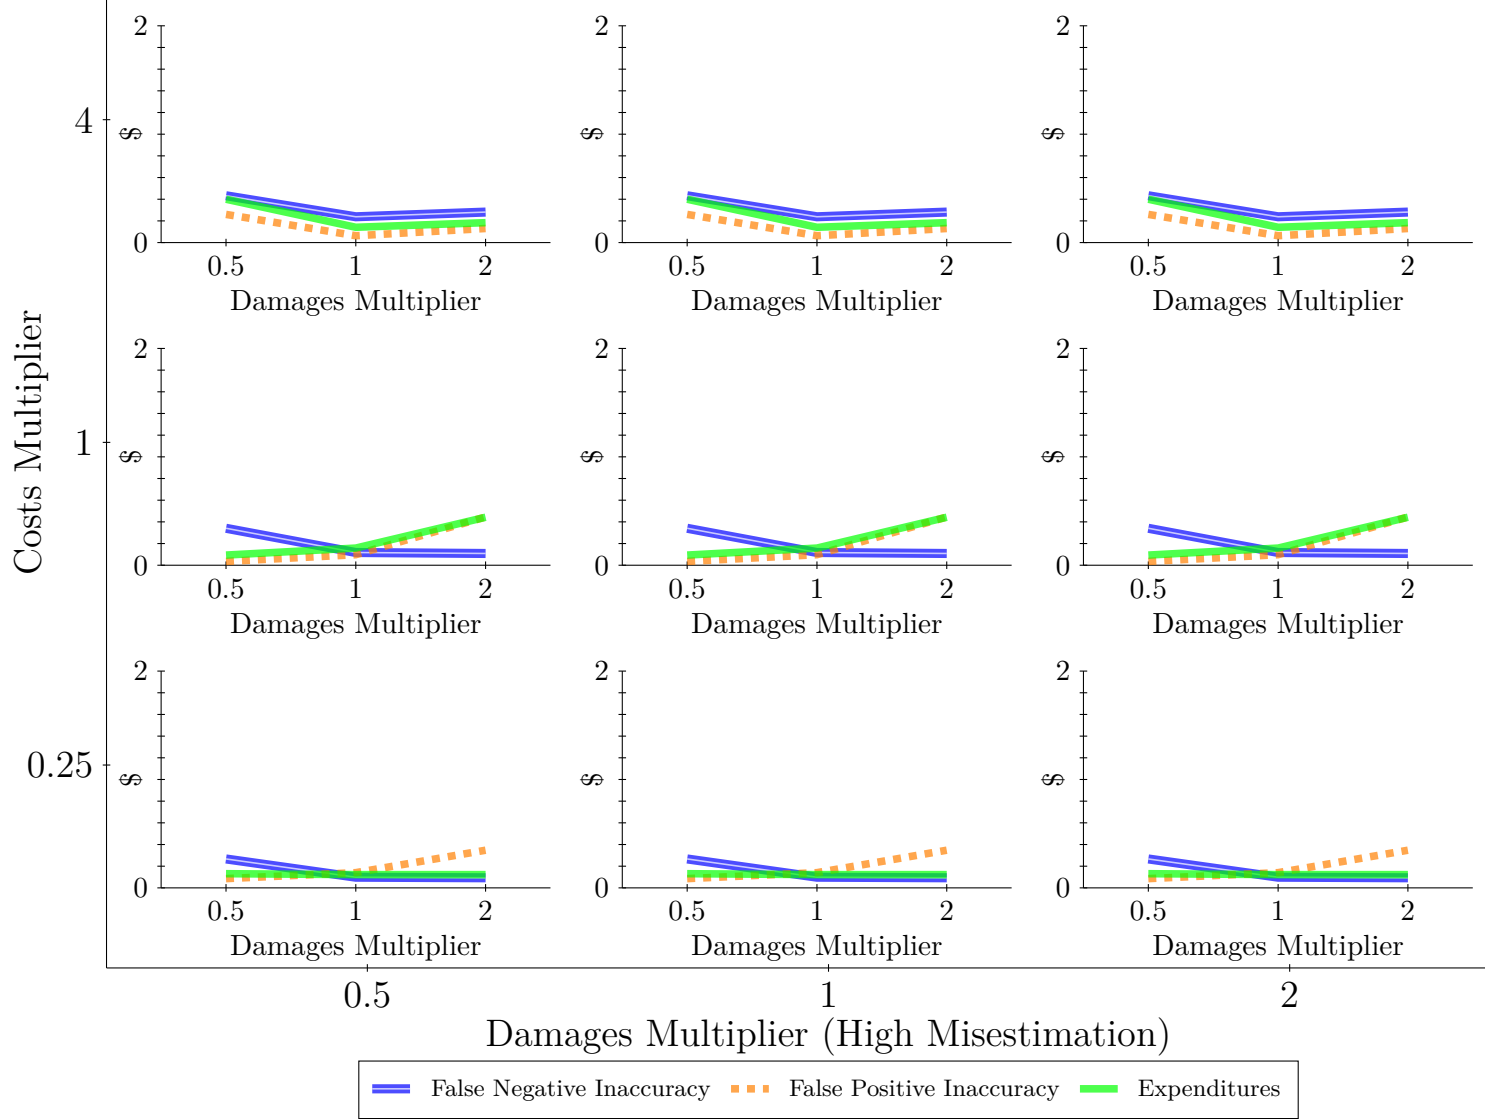 Costs Multiplier
4
2
$
0
0.5 1 2
Damages Multiplier
2
$
0
0.5 1 2
Damages Multiplier
2
$
0
0.5 1 2
Damages Multiplier
1
2
$
0
0.5 1 2
Damages Multiplier
2
$
0
0.5 1 2
Damages Multiplier
2
$
0
0.5 1 2
Damages Multiplier
0.25
2
$
0
0.5 1 2
Damages Multiplier
2
$
0
0.5 1 2
Damages Multiplier
2
$
0
0.5 1 2
Damages Multiplier
0.5 1 2
Damages Multiplier (High Misestimation)
False Negative Inaccuracy False Positive Inaccuracy Expenditures